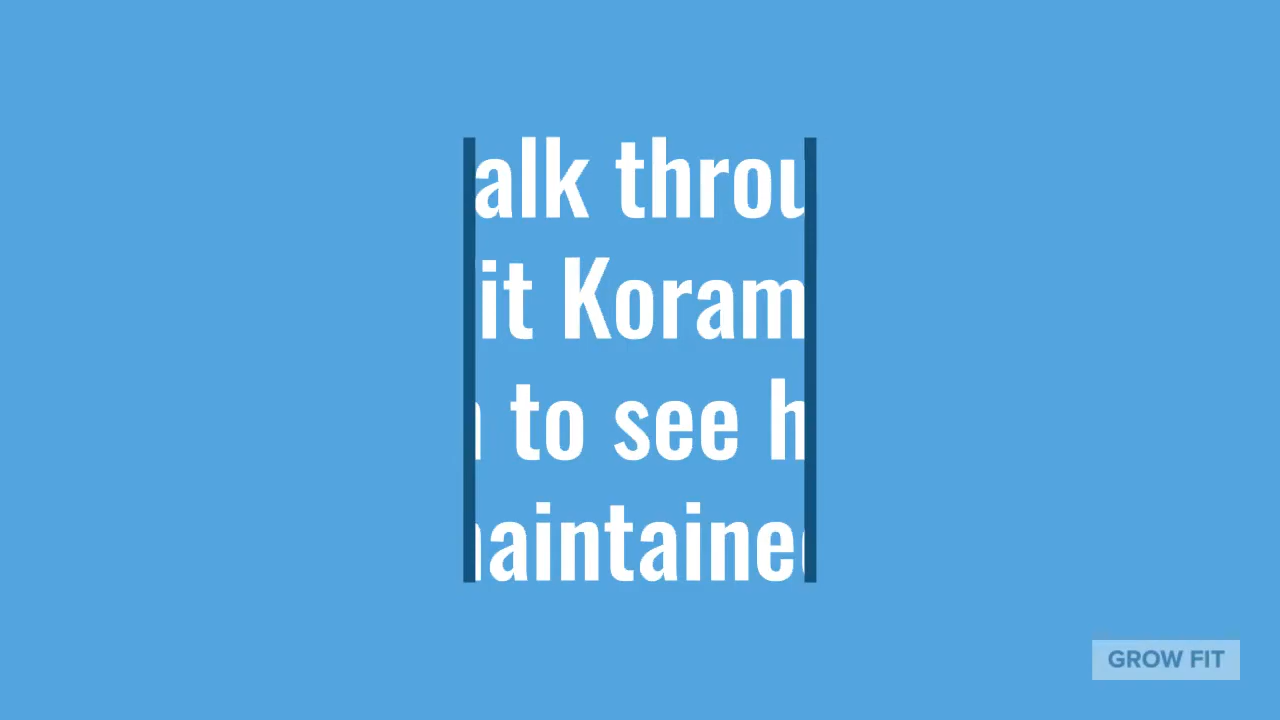 alk throu
it Koram
to see h
aintaine
GROW FIT